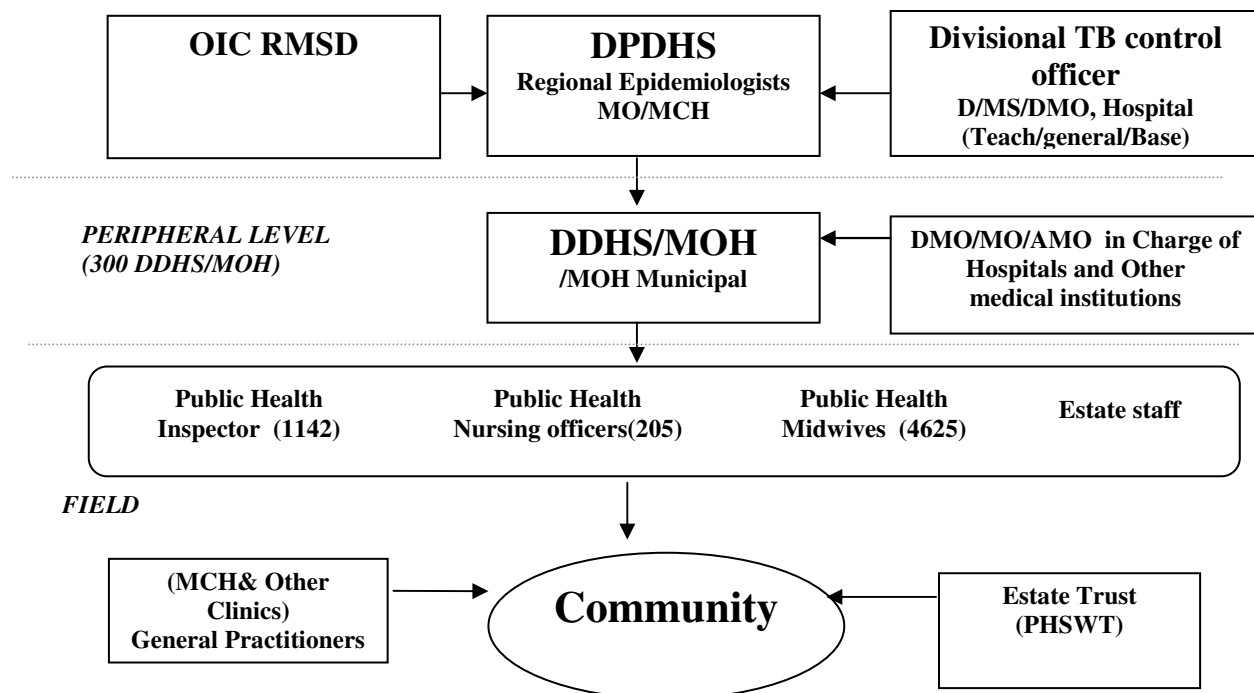 OIC RMSD
DPDHS
Regional Epidemiologists
MO/MCH
Divisional TB control
officer
D/MS/DMO, Hospital
(Teach/general/Base)
PERIPHERAL LEVEL
(300 DDHS/MOH)
DDHS/MOH
/MOH Municipal
DMO/MO/AMO in Charge of
Hospitals and Other
medical institutions
Public Health
Inspector (1142)
Public Health
Nursing officers(205)
Public Health
Midwives (4625)
Estate staff
FIELD
(MCH& Other
Clinics)
General Practitioners
Community
Estate Trust
(PHSWT)